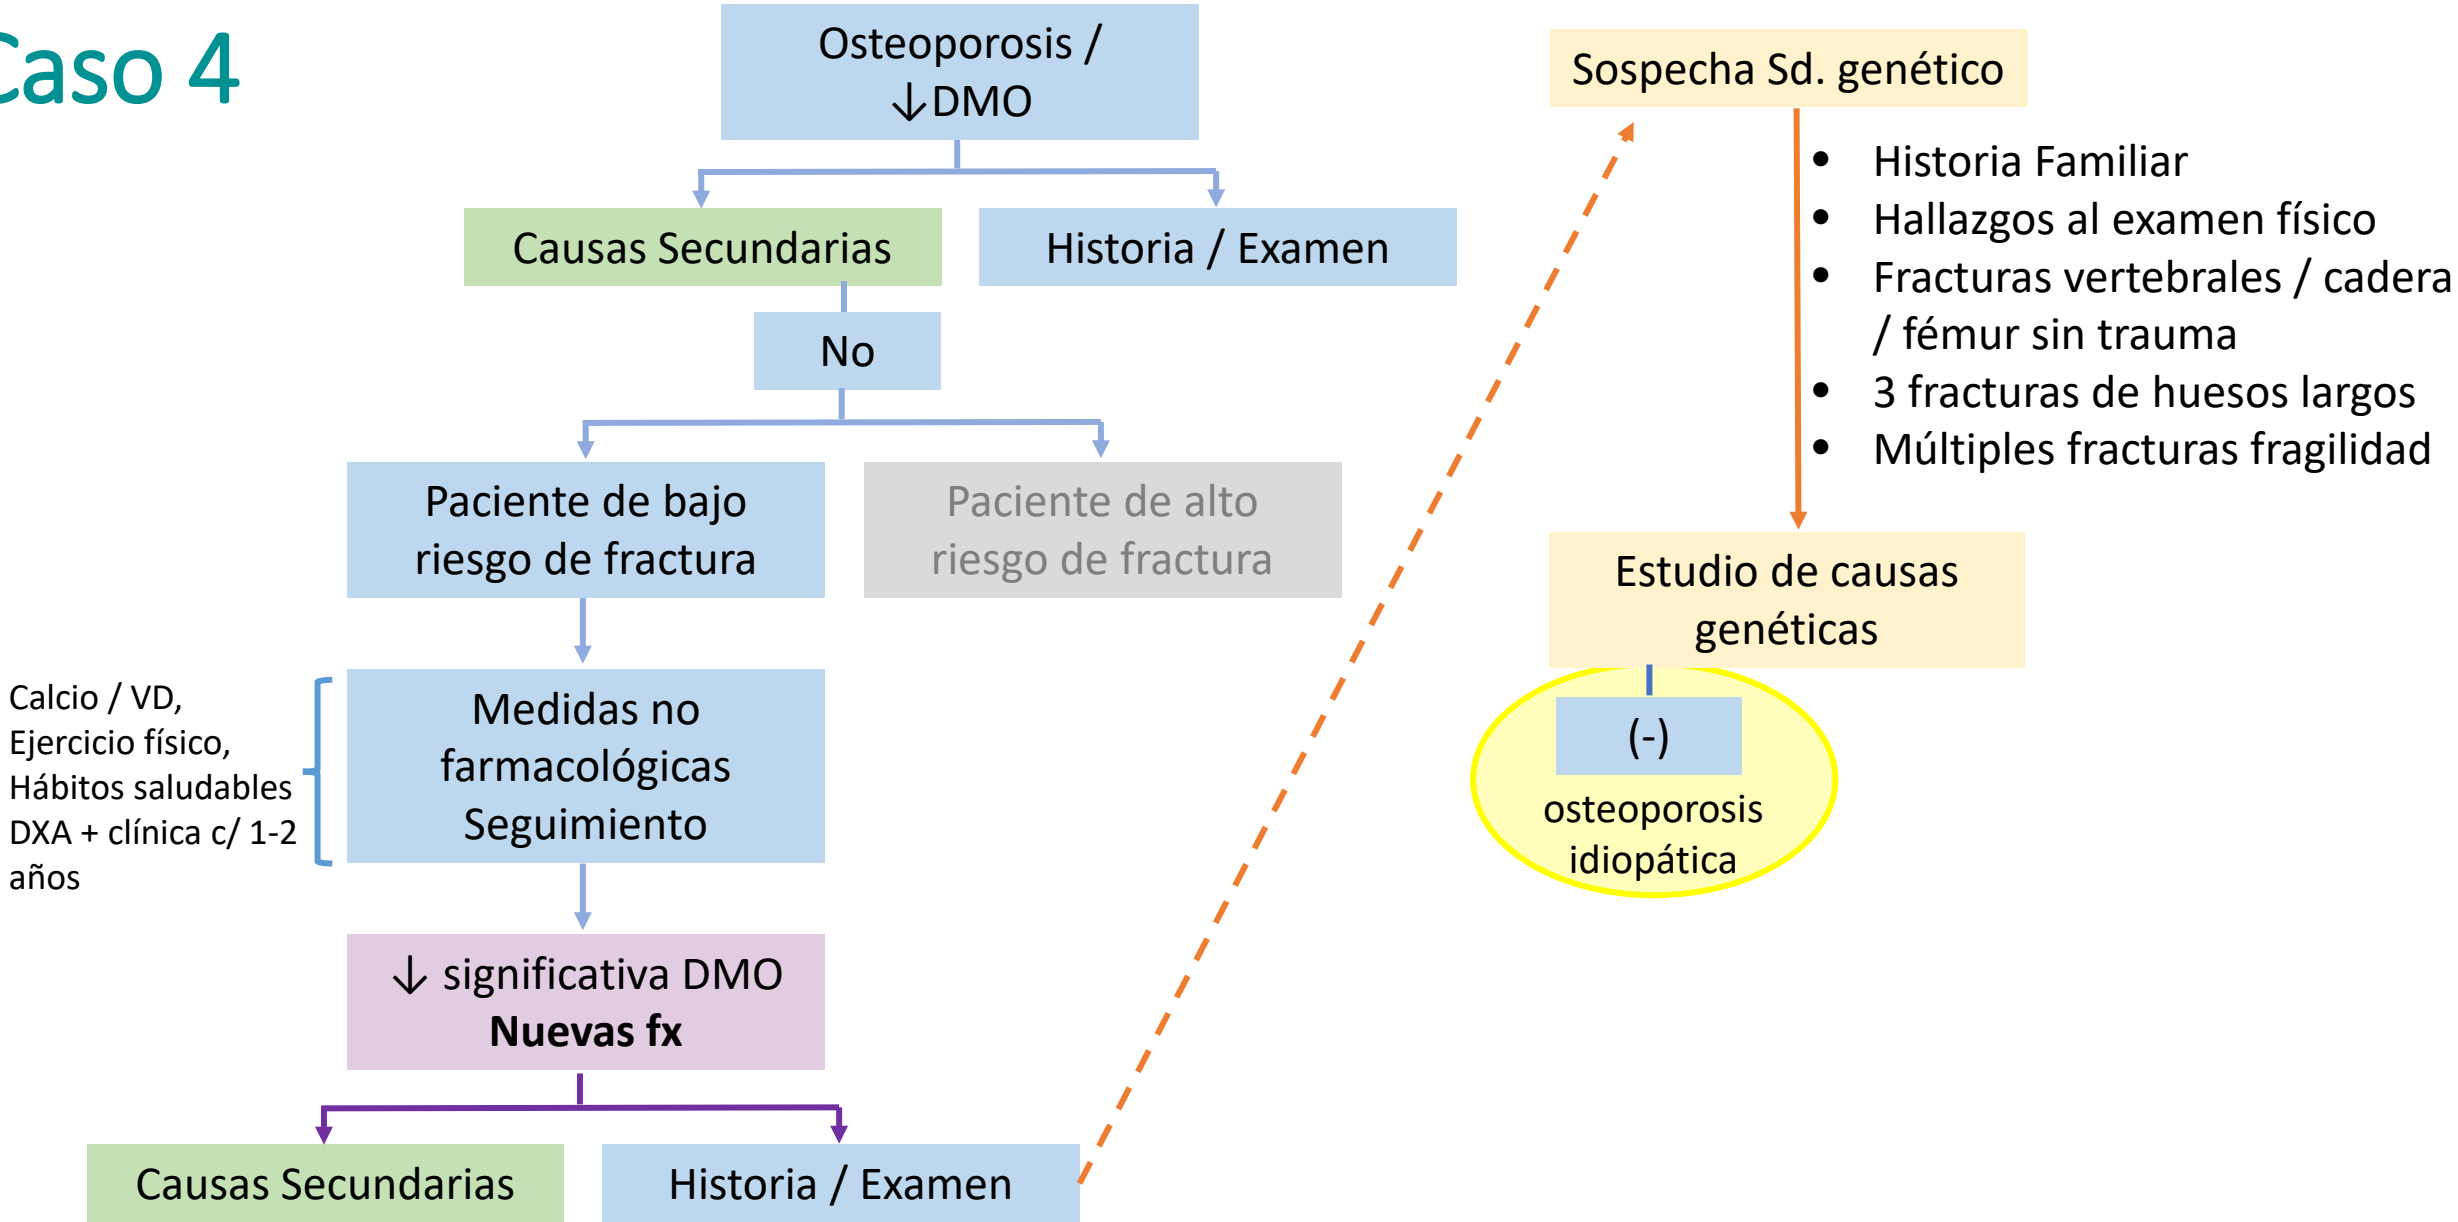 Caso 4
Osteoporosis /
↓DMO
Causas Secundarias
Historia / Examen
No
Paciente de bajo
riesgo de fractura
Paciente de alto
riesgo de fractura
Calcio / VD,
Ejercicio físico,
Hábitos saludables
DXA + clínica c/ 1-2
años
Medidas no
farmacológicas
Seguimiento
↓ significativa DMO
Nuevas fx
Causas Secundarias
Historia / Examen
Sospecha Sd. genético
• Historia Familiar
• Hallazgos al examen físico
• Fracturas vertebrales / cadera
/ fémur sin trauma
• 3 fracturas de huesos largos
• Múltiples fracturas fragilidad
Estudio de causas
genéticas
(-)
osteoporosis
idiopática